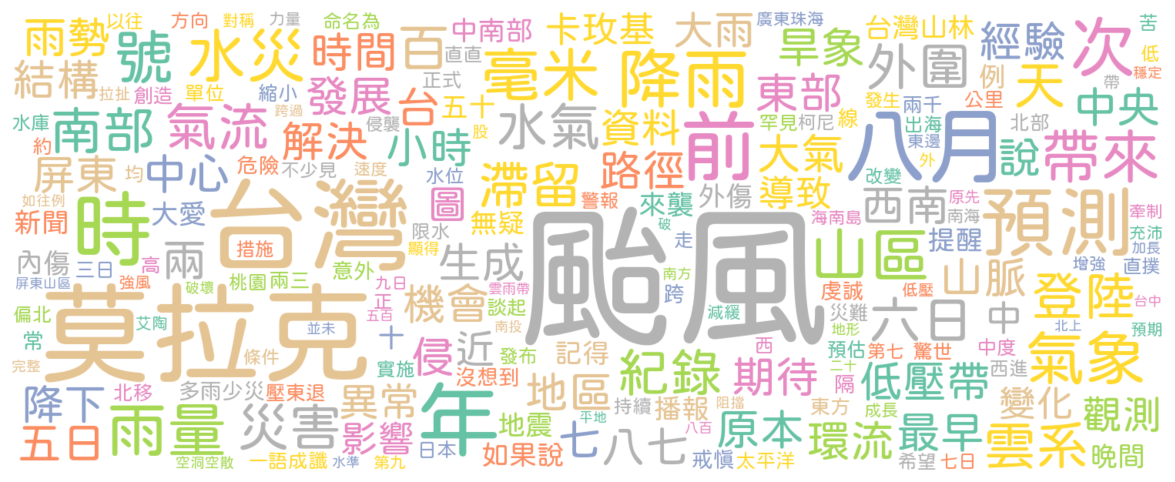 颱風
台灣
莫拉克
八月
預測
降雨
年
時
前
雨量
水災
毫米
山區
氣象
登陸
帶來
次
號
百
南部
氣流
水氣
滯留
六日
災害
紀錄
雲系
觀測
環流
最早
原本
低壓帶
期待
地區
機會
生成
西南
外圍
經驗
天
中央
說
東部
大氣
資料
路徑
導致
小時
解決
發展
台
時間
結構
雨勢
屏東
中心
兩
圖
侵
近
七
八七
影響
異常
降下
五日
變化
山脈
提醒
中
卡玫基
大雨
旱象
台灣山林
例
以往
方向
對稱
力量
命名為
中南部
直直
正式
廣東珠海
苦
低
穩定
帶
單位
縮小
拉扯
創造
跨過
侵襲
五十
股
水庫
約
均
危險
不少見
速度
水位
警報
罕見
柯尼
線
發生
兩千
出海
東邊
外
公里
北部
改變
原先
南海
牽制
充沛
加長
直撲
增強
海南島
來襲
外傷
無疑
限水
顯得
如往例
新聞
大愛
措施
內傷
三日
高
屏東山區
強風
破壞
桃園
兩三
意外
九日
正
五百
雲雨帶
談起
南投
破
走
南方
跨
減緩
虔誠
低壓
災難
地形
偏北
常
艾陶
並未
十
條件
實施
完整
北移
多雨少災
壓東退
沒想到
發布
記得
西
預估
二十
第七
驚世
中度
西進
北上
台中
預期
隔
成長
東方
阻擋
播報
持續
平地
八百
地震
日本
如果說
戒慎
太平洋
希望
七日
晚間
空洞空散
一語成讖
水準
第九